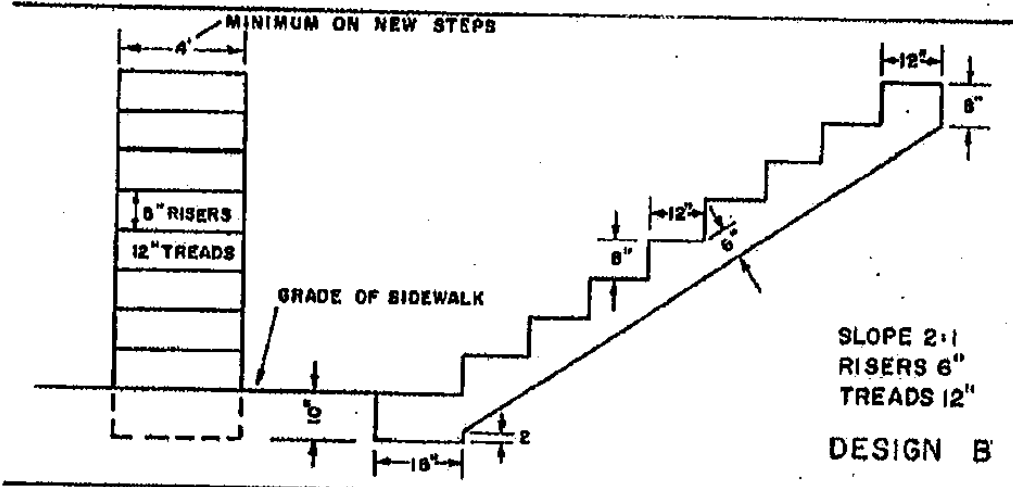 MINIMUM ON NEW STEPS
4'
12"
8"
8" RISERS
12" TREADS
12"
6"
8"
GRADE OF SIDEWALK
SLOPE 2:1
RISERS 6"
TREADS 12"
10"
2
18"
DESIGN B